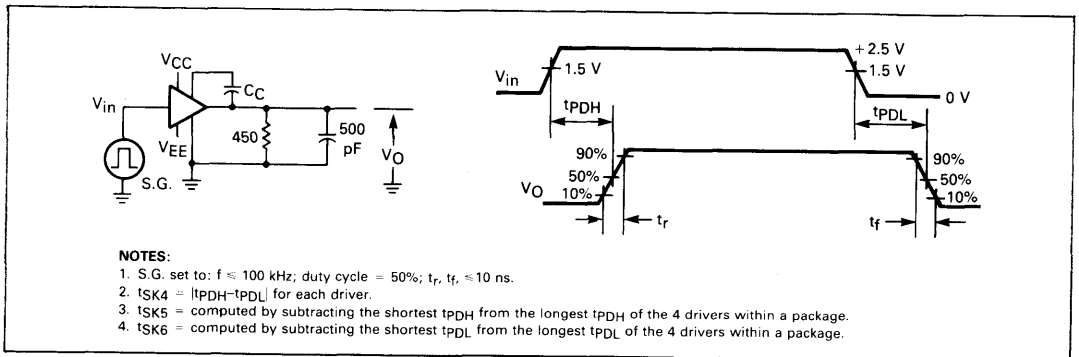 VCC
CC
Vin
VEE
450
500
pF
VO
S.G.
Vin
1.5 V
+2.5 V
1.5 V
0 V
tPDH
tPDL
90%
50%
10%
VO
90%
50%
10%
tr
tf
NOTES:
1. S.G. set to: f ≤ 100 kHz; duty cycle = 50%; tr, tf, ≤10 ns.
2. tSK4 = |tPDH–tPDL| for each driver.
3. tSK5 = computed by subtracting the shortest tPDH from the longest tPDH of the 4 drivers within a package.
4. tSK6 = computed by subtracting the shortest tPDL from the longest tPDL of the 4 drivers within a package.